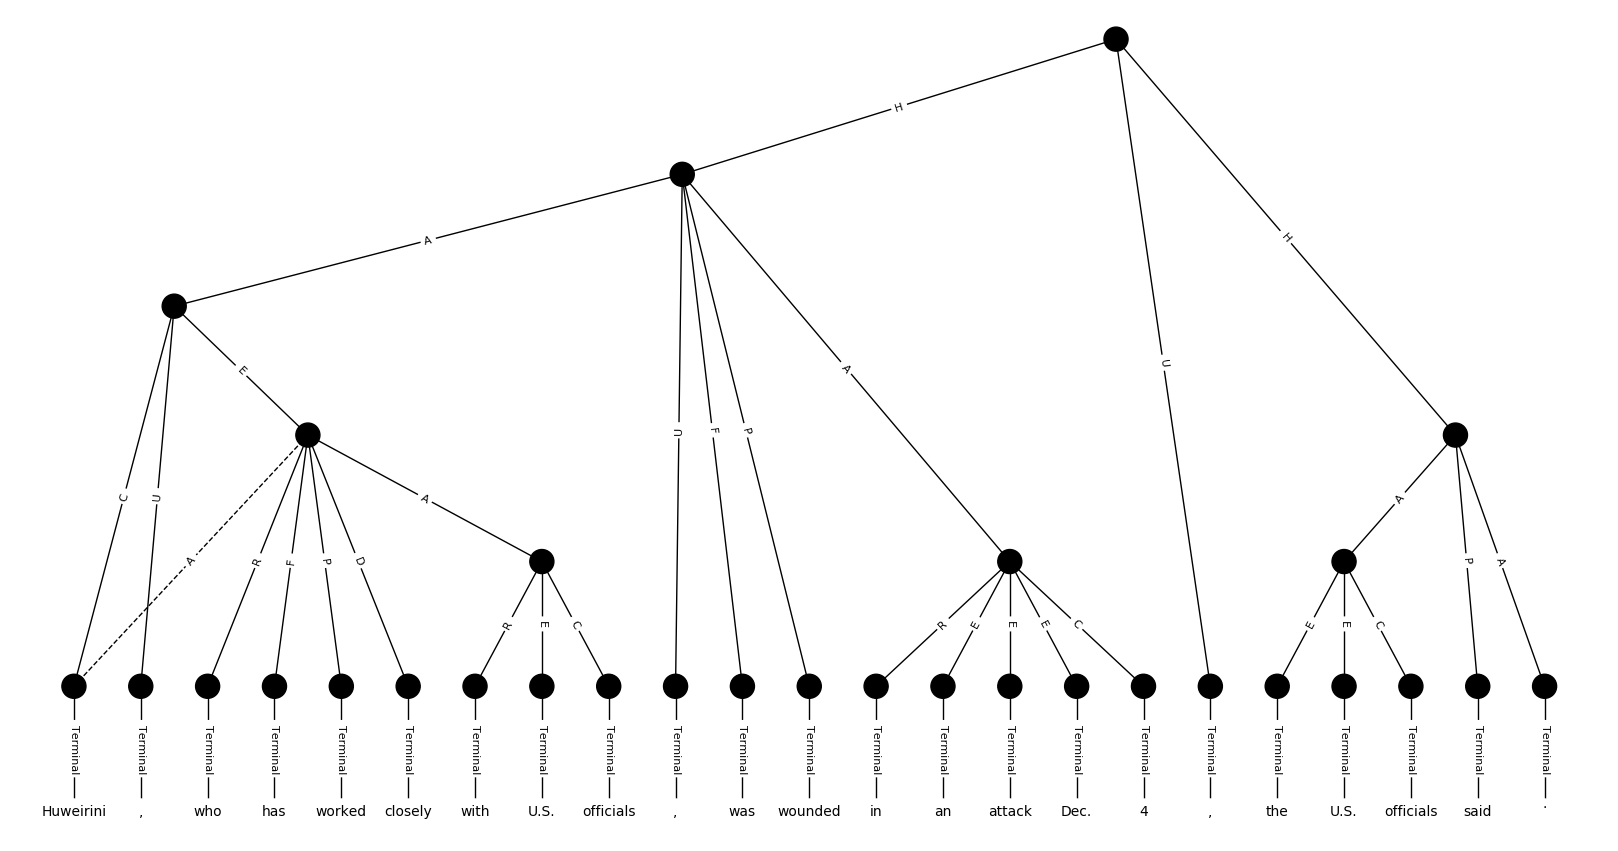 H
A
H
E
U
A
C
U
A
U
F
P
A
R
F
P
D
A
P
A
R
E
C
R
E
E
E
C
E
E
C
Terminal Terminal Terminal Terminal Terminal Terminal Terminal Terminal Terminal Terminal Terminal Terminal Terminal Terminal Terminal Terminal Terminal Terminal Terminal Terminal Terminal Terminal Terminal
Huweirini , who has worked closely with U.S. officials , was wounded in an attack Dec. 4 , the U.S. officials said .